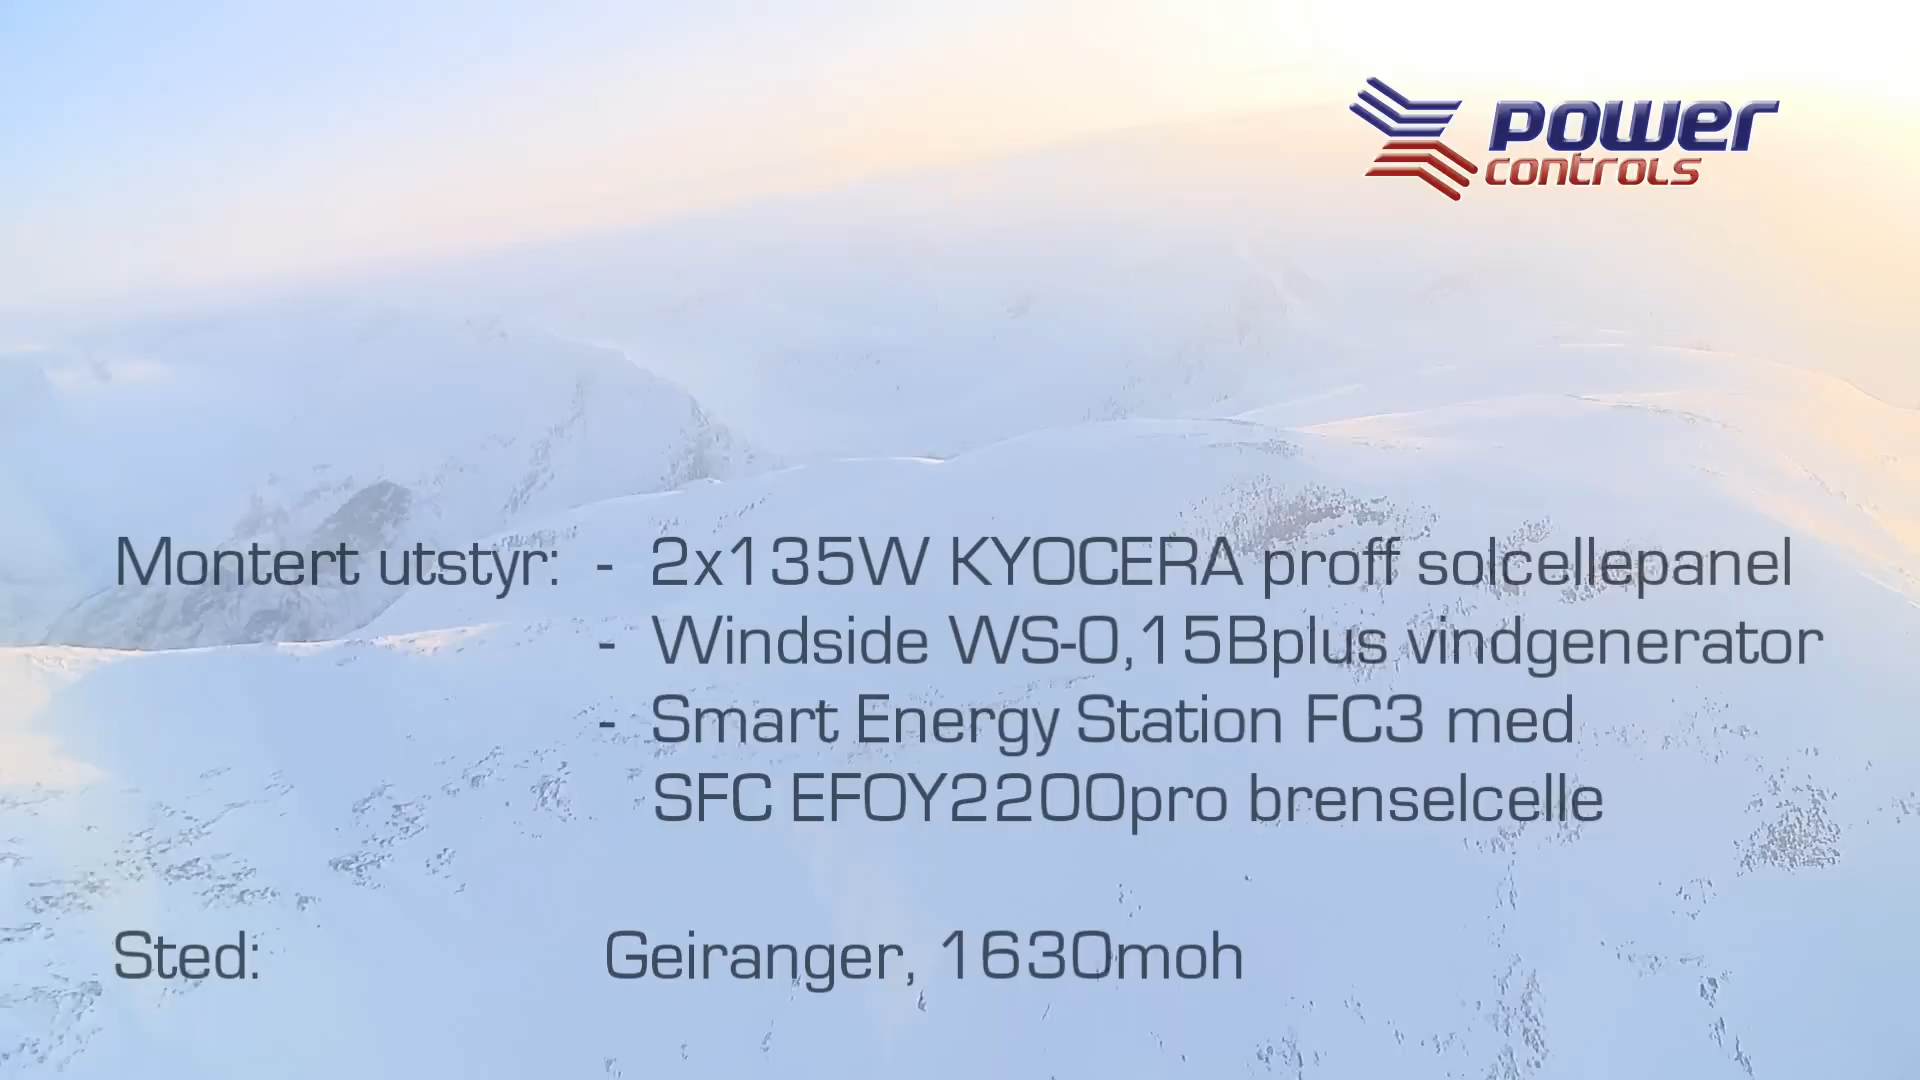 power
controls
Montert utstyr: - 2x135W KYOCERA proff solcellepanel
- Windside WS-0,15Bplus vindgenerator
- Smart Energy Station FC3 med
SFC EFOY2200pro brenselcelle
Sted: Geiranger, 1630moh